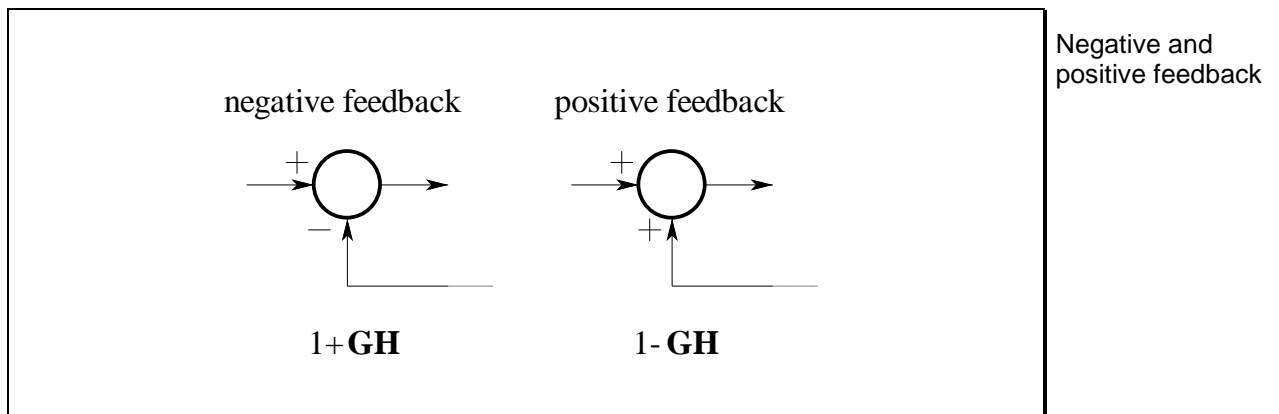 Negative and
positive feedback
negative feedback
positive feedback
+
+
−
+
1+GH
1-GH